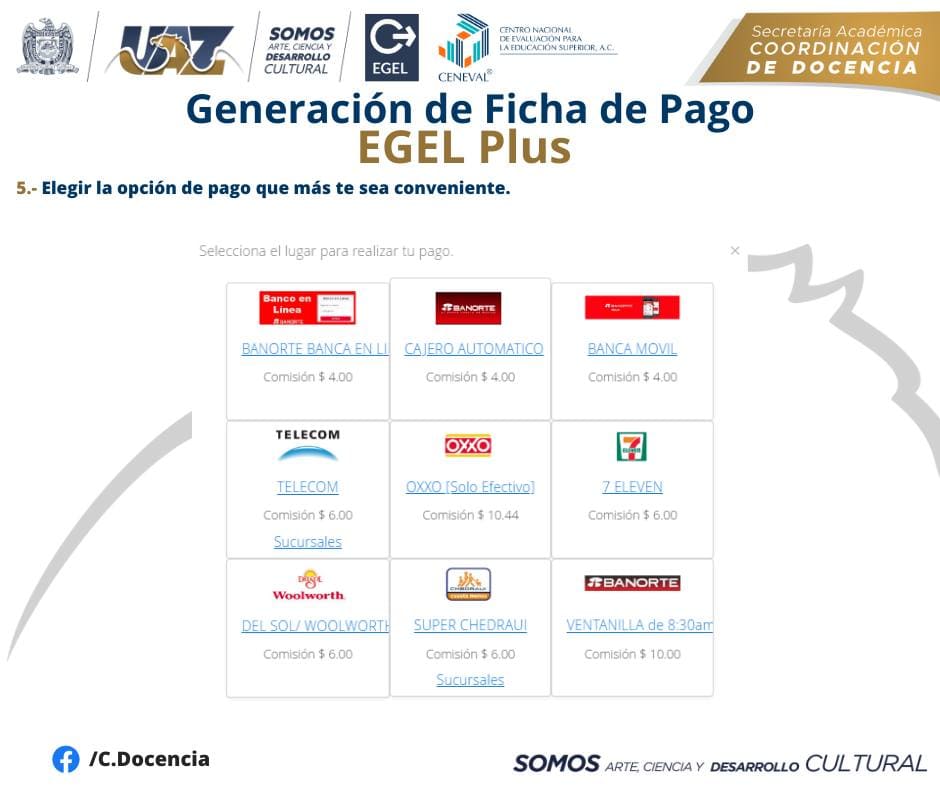 UAZ
SOMOS
ARTE, CIENCIA Y
DESARROLLO
CULTURAL
EGEL
CENEVAL®
CENTRO NACIONAL
DE EVALUACIÓN PARA
LA EDUCACIÓN SUPERIOR, A.C.
Secretaría Académica
COORDINACIÓN
DE DOCENCIA
Generación de Ficha de Pago
EGEL Plus
5.- Elegir la opción de pago que más te sea conveniente.
Selecciona el lugar para realizar tu pago.
×
Banco en
Línea
BANORTE
BANORTE BANCA EN LI
Comisión $ 4.00
BANORTE
CAJERO AUTOMATICO
Comisión $ 4.00
BANORTE
BANCA MOVIL
Comisión $ 4.00
TELECOM
TELECOM
Comisión $ 6.00
Sucursales
OXXO
OXXO [Solo Efectivo]
Comisión $ 10.44
7 ELEVEN
7 ELEVEN
Comisión $ 6.00
DEL SOL
Woolworth
DEL SOL/ WOOLWORTH
Comisión $ 6.00
CHEDRAUI
SUPER CHEDRAUI
Comisión $ 6.00
Sucursales
BANORTE
VENTANILLA de 8:30am
Comisión $ 10.00
/C.Docencia
SOMOS ARTE, CIENCIA Y DESARROLLO CULTURAL